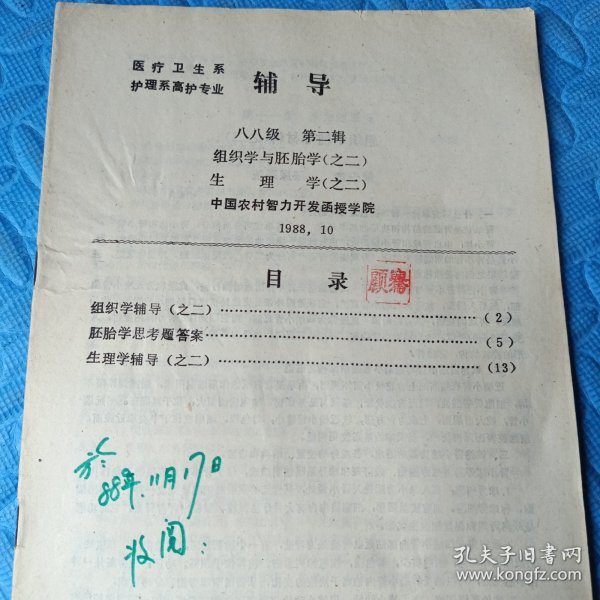 医疗卫生系
护理系高护专业
辅导
八八级 第二辑
组织学与胚胎学(之二)
生理学(之二)
中国农村智力开发函授学院
1988,10
目录
组织学辅导(之二)……………………………………(2)
胚胎学思考题答案……………………………………(5)
生理学辅导(之二)……………………………………(13)
於
88年.11月17日
收阅:
孔夫子旧书网
www.kongfz.com